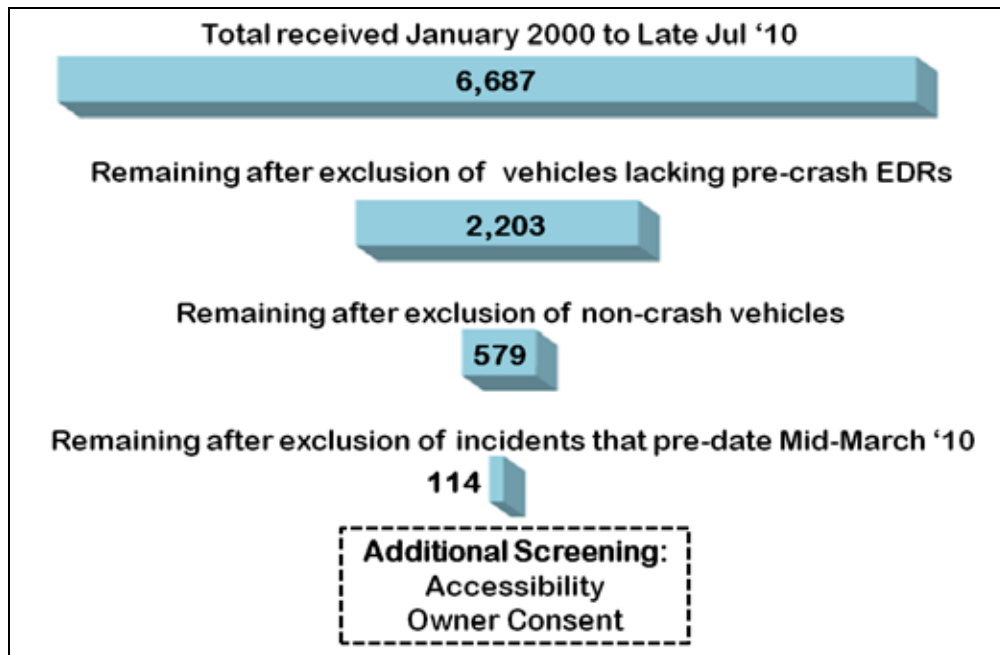 Total received January 2000 to Late Jul ‘10
6,687
Remaining after exclusion of vehicles lacking pre-crash EDRs
2,203
Remaining after exclusion of non-crash vehicles
579
Remaining after exclusion of incidents that pre-date Mid-March ‘10
114
Additional Screening:
Accessibility
Owner Consent